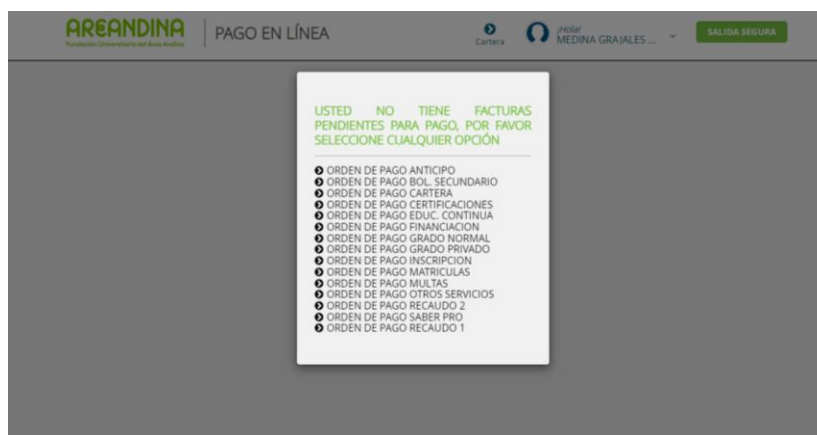 AREANDINA
Fundación Universitaria del Área Andina
PAGO EN LÍNEA
Cartera
¡Hola!
MEDINA GRAJALES ...
SALIDA SEGURA
USTED NO TIENE FACTURAS
PENDIENTES PARA PAGO, POR FAVOR
SELECCIONE CUALQUIER OPCIÓN
ORDEN DE PAGO ANTICIPO
ORDEN DE PAGO BOL. SECUNDARIO
ORDEN DE PAGO CARTERA
ORDEN DE PAGO CERTIFICACIONES
ORDEN DE PAGO EDUC. CONTINUA
ORDEN DE PAGO FINANCIACION
ORDEN DE PAGO GRADO NORMAL
ORDEN DE PAGO GRADO PRIVADO
ORDEN DE PAGO INSCRIPCION
ORDEN DE PAGO MATRICULAS
ORDEN DE PAGO MULTAS
ORDEN DE PAGO OTROS SERVICIOS
ORDEN DE PAGO RECAUDO 2
ORDEN DE PAGO SABER PRO
ORDEN DE PAGO RECAUDO 1